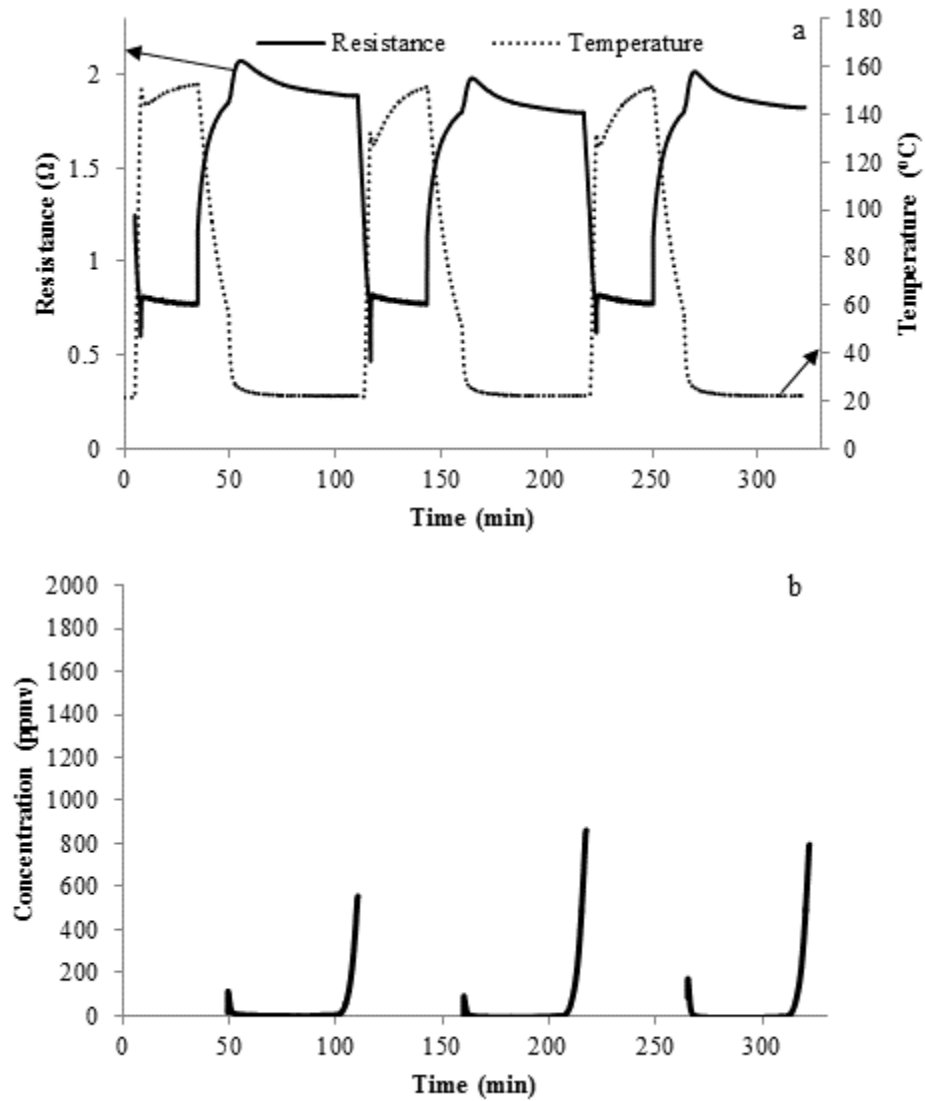 a
Resistance Temperature
180
160
140
120
100
80
60
40
20
0
2
1.5
1
0.5
0
Resistance (Ω)
Temperature (ºC)
0 50 100 150 200 250 300
Time (min)
b
2000
1800
1600
1400
1200
1000
800
600
400
200
0
Concentration (ppmv)
0 50 100 150 200 250 300
Time (min)